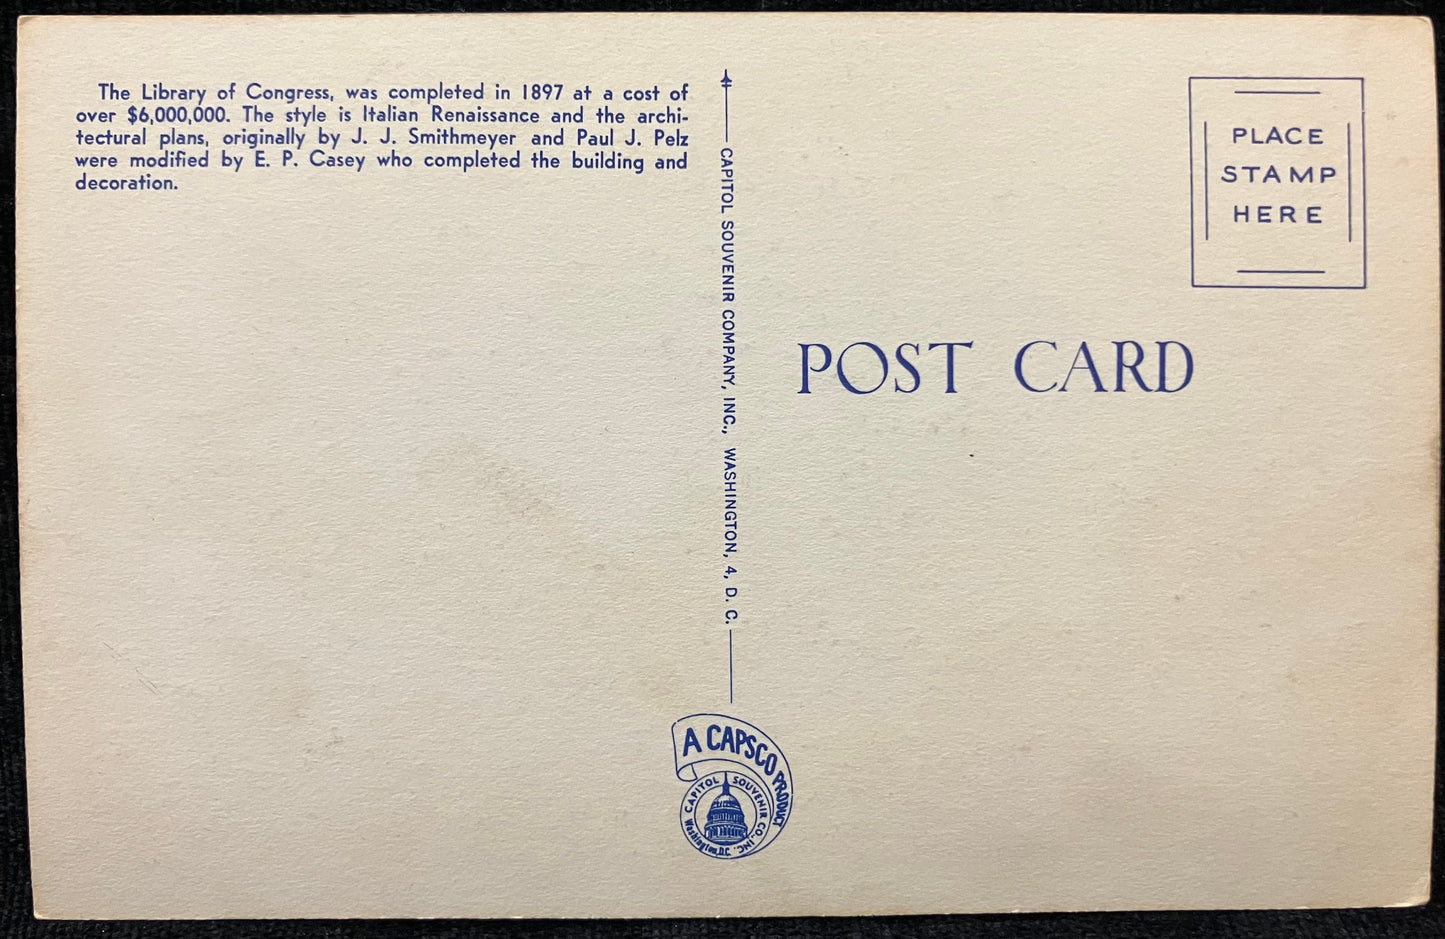 The Library of Congress, was completed in 1897 at a cost of
over $6,000,000. The style is Italian Renaissance and the archi-
tectural plans, originally by J. J. Smithmeyer and Paul J. Pelz
were modified by E. P. Casey who completed the building and
decoration.
CAPITOL SOUVENIR COMPANY, INC., WASHINGTON, 4, D. C.
A CAPSCO PRODUCT
CAPITOL SOUVENIR CO., INC.
Washington, D.C.
PLACE
STAMP
HERE
POST CARD